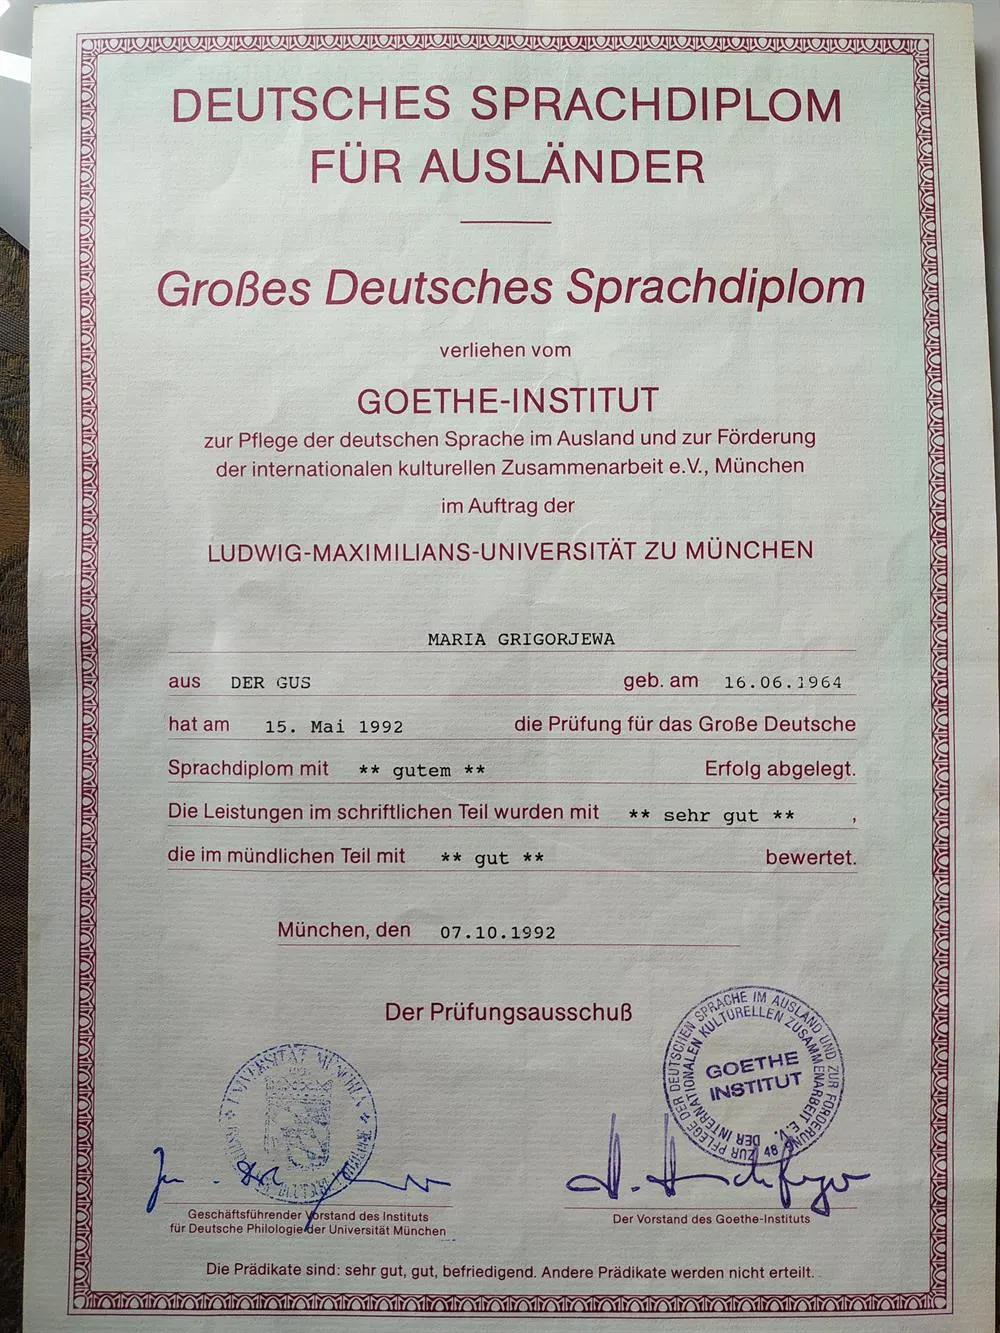 DEUTSCHES SPRACHDIPLOM
FÜR AUSLÄNDER
Großes Deutsches Sprachdiplom
verliehen vom
GOETHE-INSTITUT
zur Pflege der deutschen Sprache im Ausland und zur Förderung
der internationalen kulturellen Zusammenarbeit e.V., München
im Auftrag der
LUDWIG-MAXIMILIANS-UNIVERSITÄT ZU MÜNCHEN
MARIA GRIGORJEWA
aus DER GUS geb. am 16.06.1964
hat am 15. Mai 1992 die Prüfung für das Große Deutsche
Sprachdiplom mit ** gutem ** Erfolg abgelegt.
Die Leistungen im schriftlichen Teil wurden mit ** sehr gut ** ,
die im mündlichen Teil mit ** gut ** bewertet.
München, den 07.10.1992
Der Prüfungsausschuß
UNIVERSITÄT MÜNCHEN
ZUR PFLEGE DER DEUTSCHEN SPRACHE IM AUSLAND UND ZUR FÖRDERUNG
DER INTERNATIONALEN KULTURELLEN ZUSAMMENARBEIT E.V.
GOETHE
INSTITUT
48
Geschäftsführender Vorstand des Instituts
für Deutsche Philologie der Universität München
Der Vorstand des Goethe-Instituts
Die Prädikate sind: sehr gut, gut, befriedigend. Andere Prädikate werden nicht erteilt.